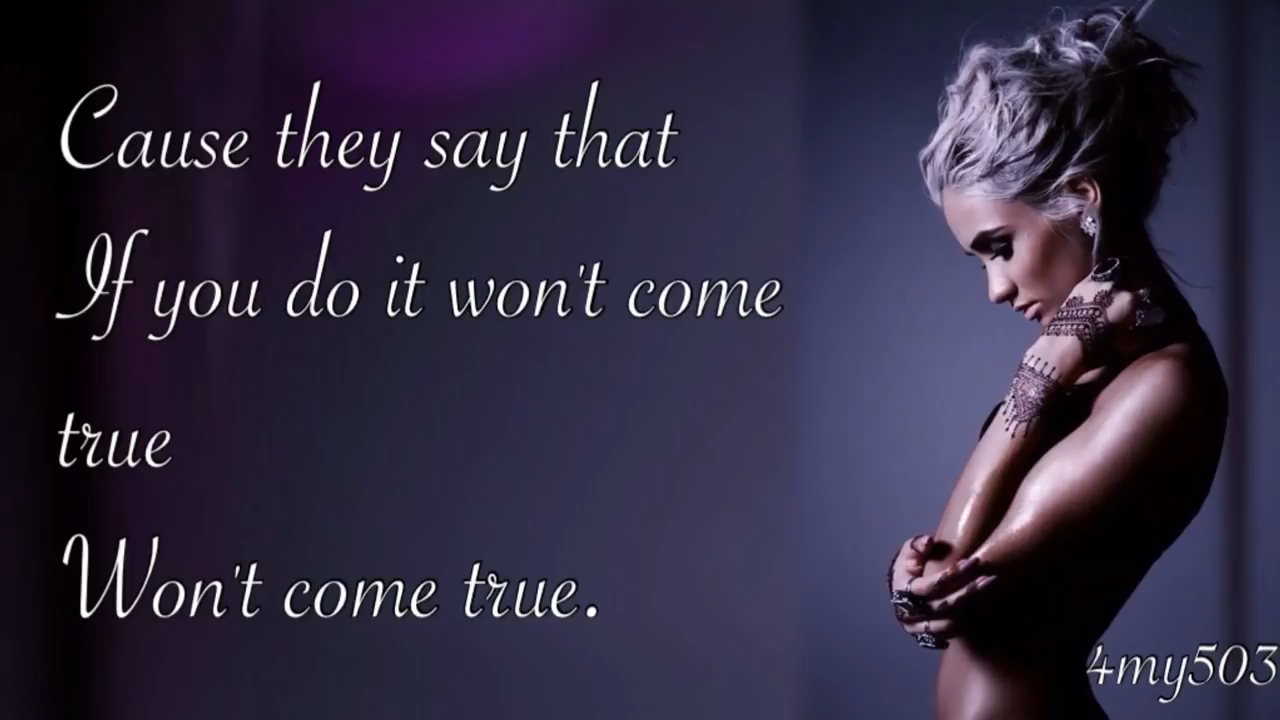 Cause they say that
If you do it won't come
true
Won't come true.
4my503